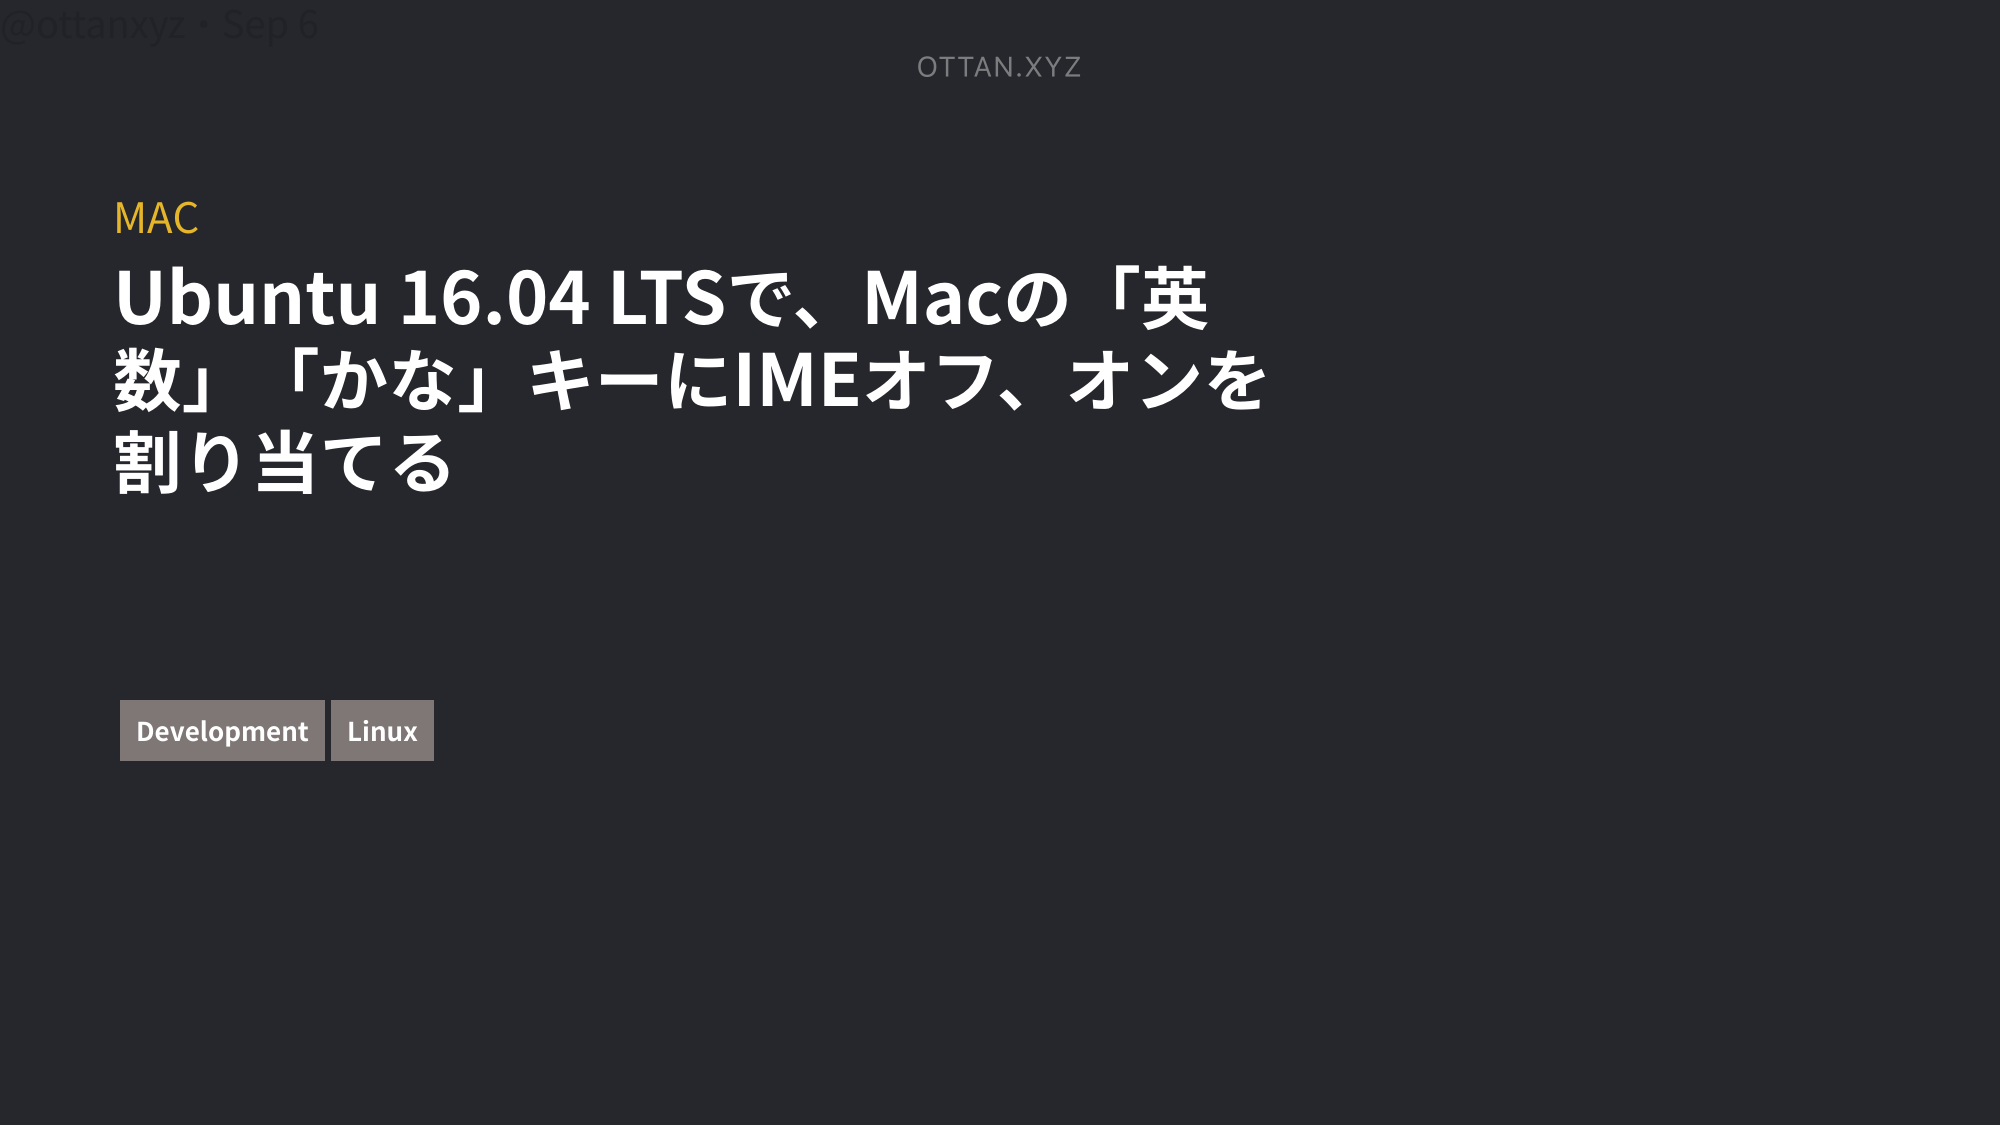 @ottanxyz・Sep 6
OTTAN.XYZ
MAC
Ubuntu 16.04 LTSで、Macの「英
数」「かな」キーにIMEオフ、オンを
割り当てる
Development Linux